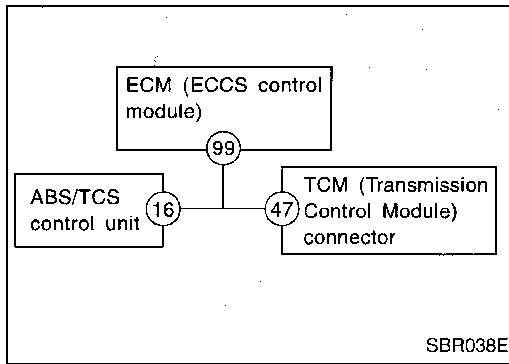 ECM (ECCS control
module)
99
ABS/TCS
control unit
16
47
TCM (Transmission
Control Module)
connector
SBR038E